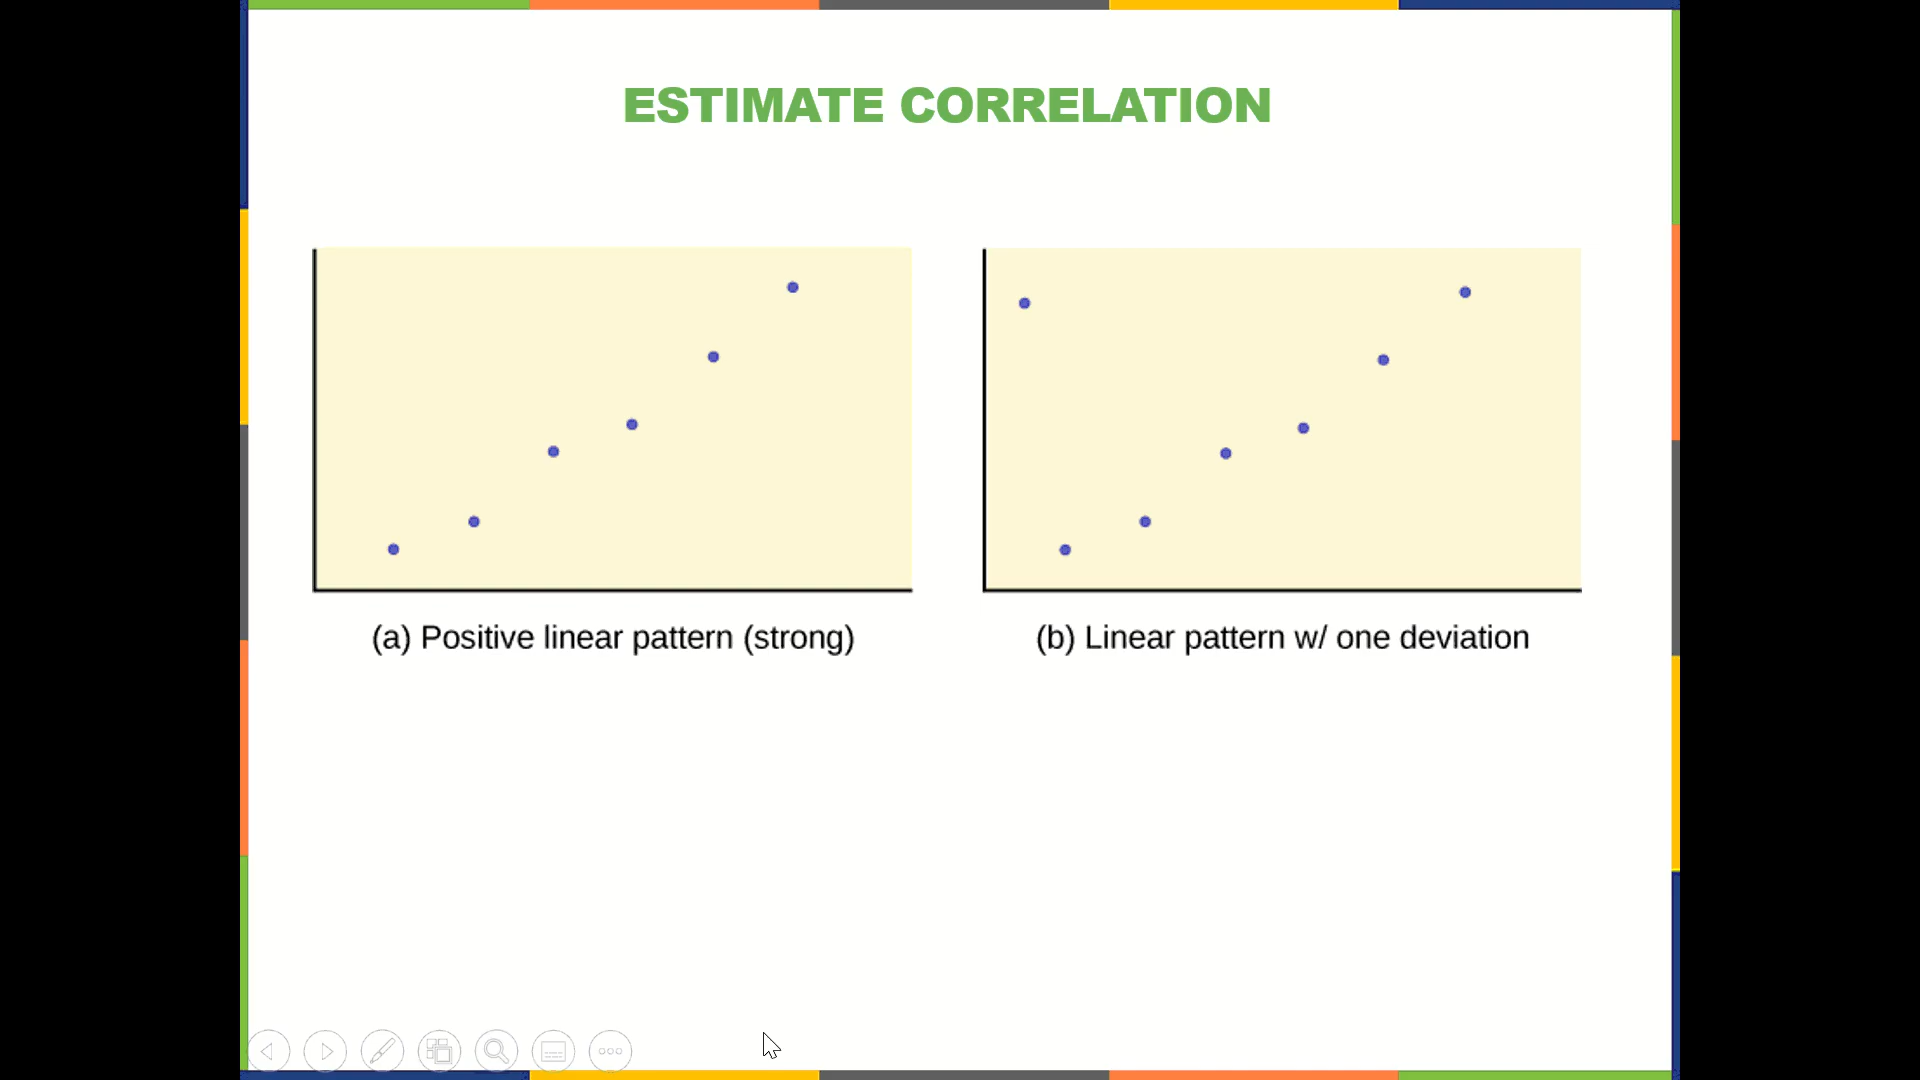 ESTIMATE CORRELATION
(a) Positive linear pattern (strong)
(b) Linear pattern w/ one deviation